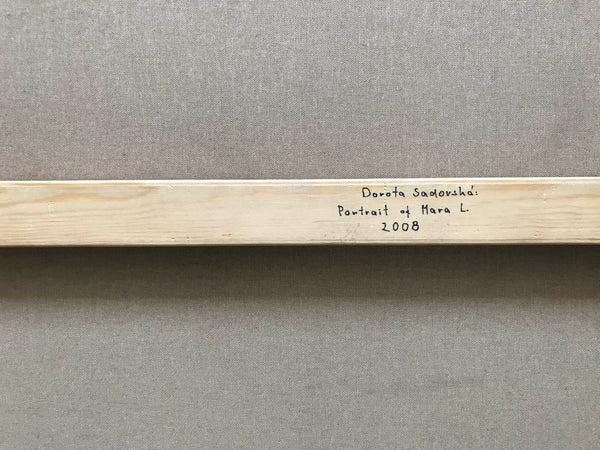 Dorota Sadovská:
Portrait of Mara L.
2008